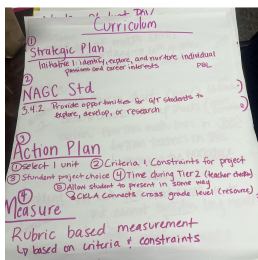 Curriculum
①
Strategic Plan
Initiative 1: identify, explore, and nurture individual
passions and career interests PBL
②
NAGC Std
3.4.2. Provide opportunities for G/T students to
explore, develop, or research
③
Action Plan
①Select 1 unit ②Criteria & Constraints for project
③Stundent project choice ④Time during Tier 2 (teacher checks)
⑤Allow student to present in some way
⑥CKLA Connects cross grade level (resource)
④
Measure
Rubric based measurement
↳ based on criteria & constraints